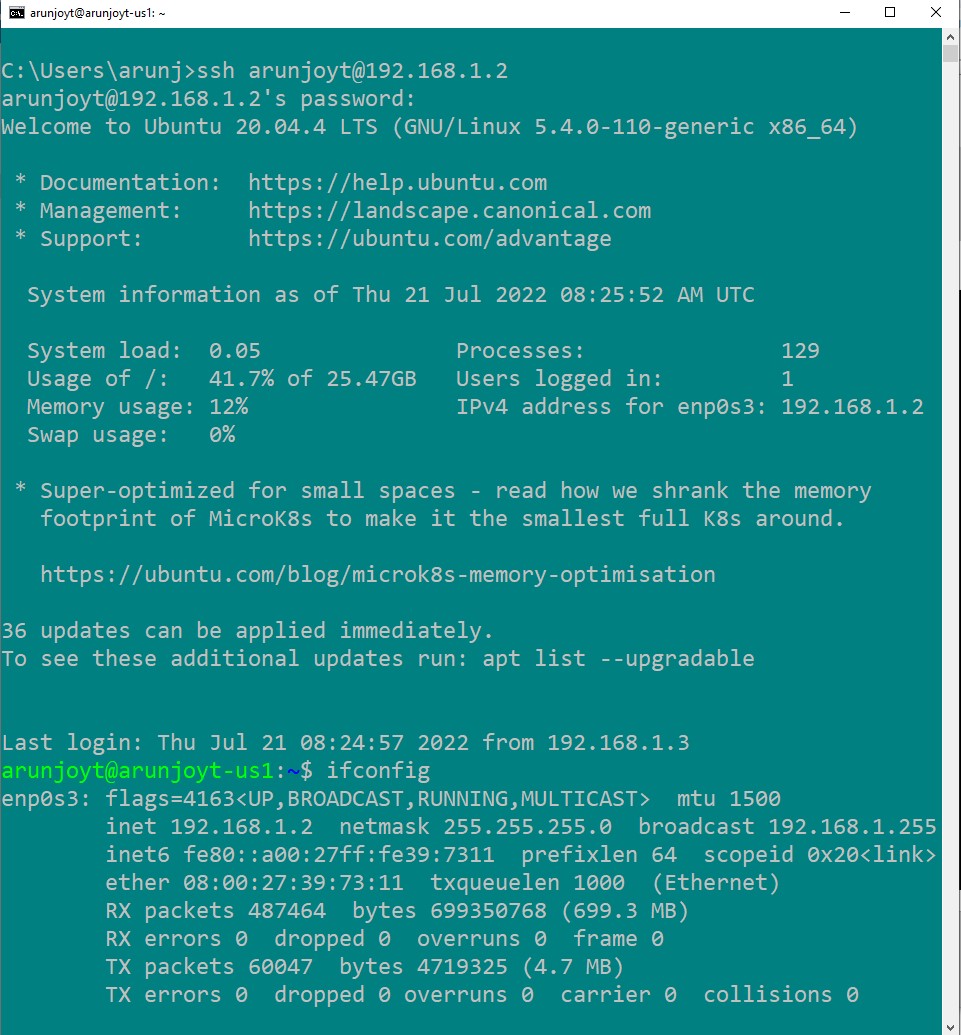 arunjoyt@arunjoyt-us1: ~
C:\Users\arunj>ssh arunjoyt@192.168.1.2
arunjoyt@192.168.1.2's password:
Welcome to Ubuntu 20.04.4 LTS (GNU/Linux 5.4.0-110-generic x86_64)
* Documentation:  https://help.ubuntu.com
* Management:     https://landscape.canonical.com
* Support:        https://ubuntu.com/advantage
System information as of Thu 21 Jul 2022 08:25:52 AM UTC
System load:  0.05               Processes:               129
Usage of /:   41.7% of 25.47GB   Users logged in:         1
Memory usage: 12%                IPv4 address for enp0s3: 192.168.1.2
Swap usage:   0%
* Super-optimized for small spaces - read how we shrank the memory
footprint of MicroK8s to make it the smallest full K8s around.
https://ubuntu.com/blog/microk8s-memory-optimisation
36 updates can be applied immediately.
To see these additional updates run: apt list --upgradable
Last login: Thu Jul 21 08:24:57 2022 from 192.168.1.3
arunjoyt@arunjoyt-us1:~$ ifconfig
enp0s3: flags=4163<UP,BROADCAST,RUNNING,MULTICAST>  mtu 1500
inet 192.168.1.2  netmask 255.255.255.0  broadcast 192.168.1.255
inet6 fe80::a00:27ff:fe39:7311  prefixlen 64  scopeid 0x20<link>
ether 08:00:27:39:73:11  txqueuelen 1000  (Ethernet)
RX packets 487464  bytes 699350768 (699.3 MB)
RX errors 0  dropped 0  overruns 0  frame 0
TX packets 60047  bytes 4719325 (4.7 MB)
TX errors 0  dropped 0 overruns 0  carrier 0  collisions 0